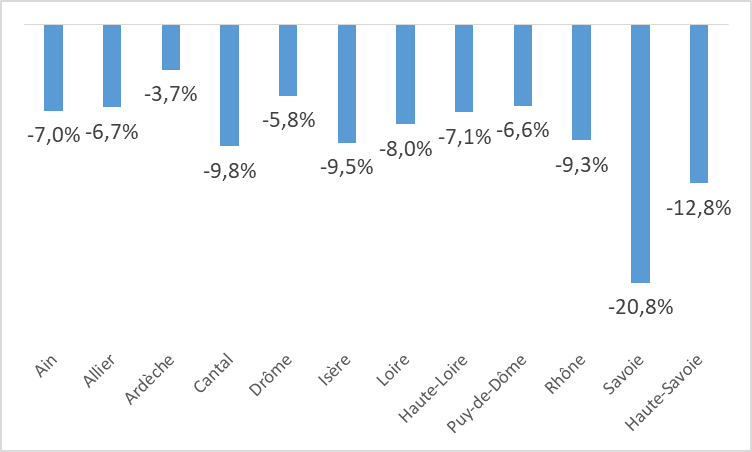 -7,0%
-6,7%
-3,7%
-9,8%
-5,8%
-9,5%
-8,0%
-7,1%
-6,6%
-9,3%
-20,8%
-12,8%
Ain
Allier
Ardèche
Cantal
Drôme
Isère
Loire
Haute-Loire
Puy-de-Dôme
Rhône
Savoie
Haute-Savoie